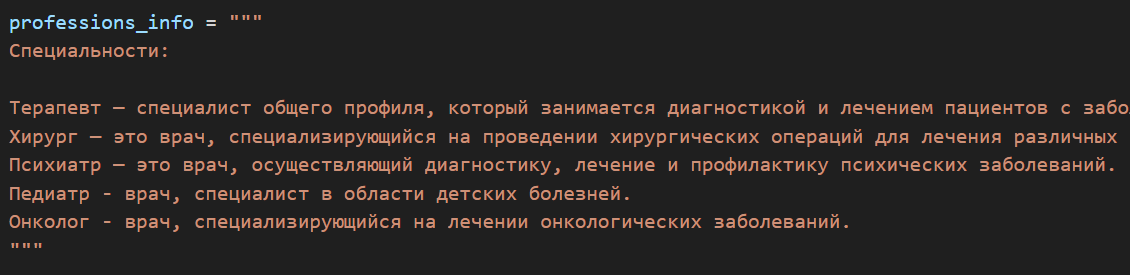 professions_info = """
Специальности:
Терапевт — специалист общего профиля, который занимается диагностикой и лечением пациентов с
Хирург — это врач, специализирующийся на проведении хирургических операций для лечения различных
Психиатр — это врач, осуществляющий диагностику, лечение и профилактику психических заболеваний.
Педиатр - врач, специалист в области детских болезней.
Онколог - врач, специализирующийся на лечении онкологических заболеваний.
"""